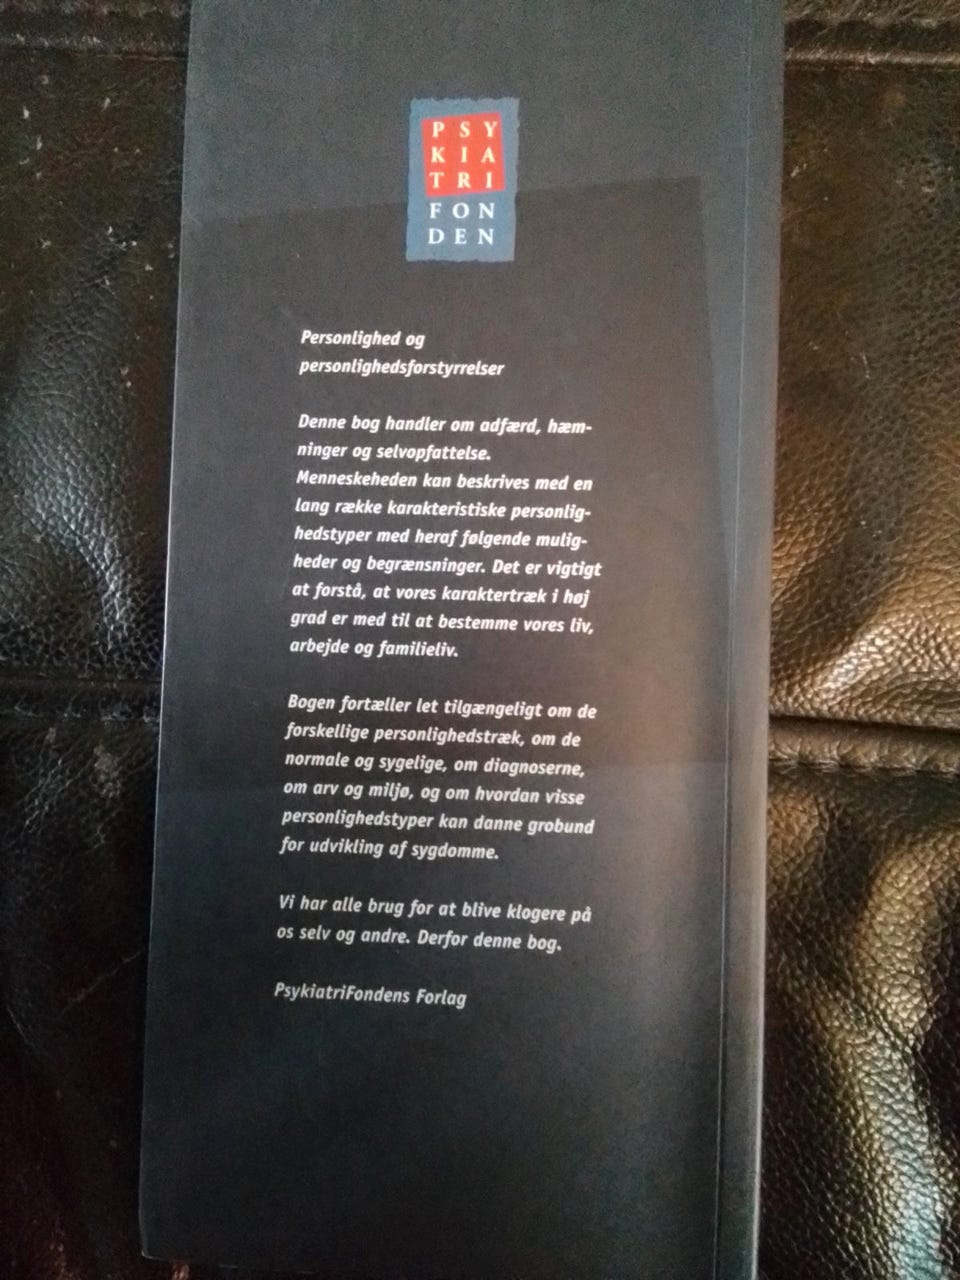 PSY
KIA
TRI
FON
DEN
Personlighed og
personlighedsforstyrrelser
Denne bog handler om adfærd, hæm-
ninger og selvopfattelse.
Menneskeheden kan beskrives med en
lang række karakteristiske personlig-
hedstyper med heraf følgende mulig-
heder og begrænsninger. Det er vigtigt
at forstå, at vores karaktertræk i høj
grad er med til at bestemme vores liv,
arbejde og familieliv.
Bogen fortæller let tilgængeligt om de
forskellige personlighedstræk, om de
normale og sygelige, om diagnoserne,
om arv og miljø, og om hvordan visse
personlighedstyper kan danne grobund
for udvikling af sygdomme.
Vi har alle brug for at blive klogere på
os selv og andre. Derfor denne bog.
PsykiatriFondens Forlag